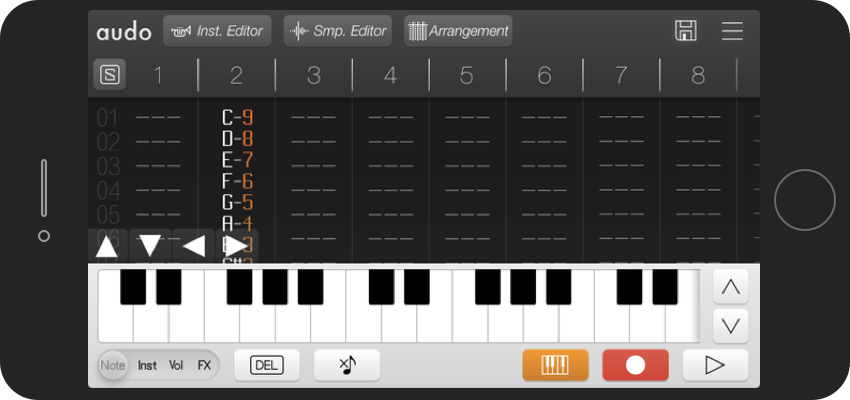 audo Inst. Editor Smp. Editor Arrangement
S 1 2 3 4 5 6 7 8
01 --- C-9 --- --- --- --- --- ---
02 --- D-8 --- --- --- --- --- ---
03 --- E-7 --- --- --- --- --- ---
04 --- F-6 --- --- --- --- --- ---
05 --- G-5 --- --- --- --- --- ---
A-4
06 --- --- --- --- --- ---
Note Inst Vol FX DEL